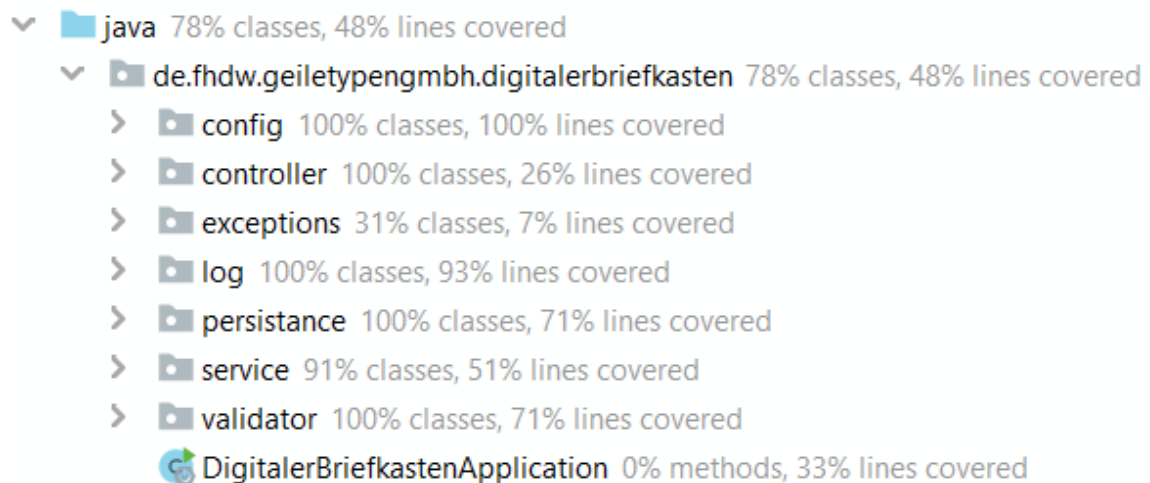 java 78% classes, 48% lines covered
de.fhdw.geiletypengmbh.digitalerbriefkasten 78% classes, 48% lines covered
config 100% classes, 100% lines covered
controller 100% classes, 26% lines covered
exceptions 31% classes, 7% lines covered
log 100% classes, 93% lines covered
persistance 100% classes, 71% lines covered
service 91% classes, 51% lines covered
validator 100% classes, 71% lines covered
DigitalerBriefkastenApplication 0% methods, 33% lines covered